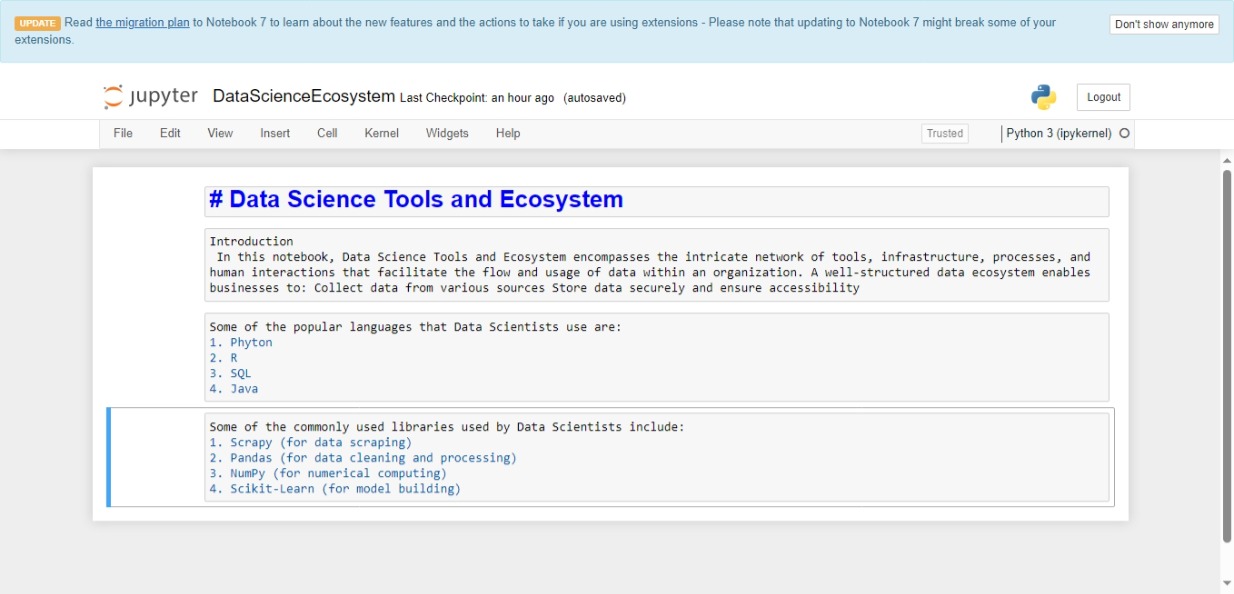 UPDATE Read the migration plan to Notebook 7 to learn about the new features and the actions to take if you are using extensions - Please note that updating to Notebook 7 might break some of your
extensions.
Don't show anymore
jupyter DataScienceEcosystem Last Checkpoint: an hour ago (autosaved)
Logout
File Edit View Insert Cell Kernel Widgets Help
Trusted
Python 3 (ipykernel)
# Data Science Tools and Ecosystem
Introduction
In this notebook, Data Science Tools and Ecosystem encompasses the intricate network of tools, infrastructure, processes, and
human interactions that facilitate the flow and usage of data within an organization. A well-structured data ecosystem enables
businesses to: Collect data from various sources Store data securely and ensure accessibility
Some of the popular languages that Data Scientists use are:
1. Phyton
2. R
3. SQL
4. Java
Some of the commonly used libraries used by Data Scientists include:
1. Scrapy (for data scraping)
2. Pandas (for data cleaning and processing)
3. NumPy (for numerical computing)
4. Scikit-Learn (for model building)